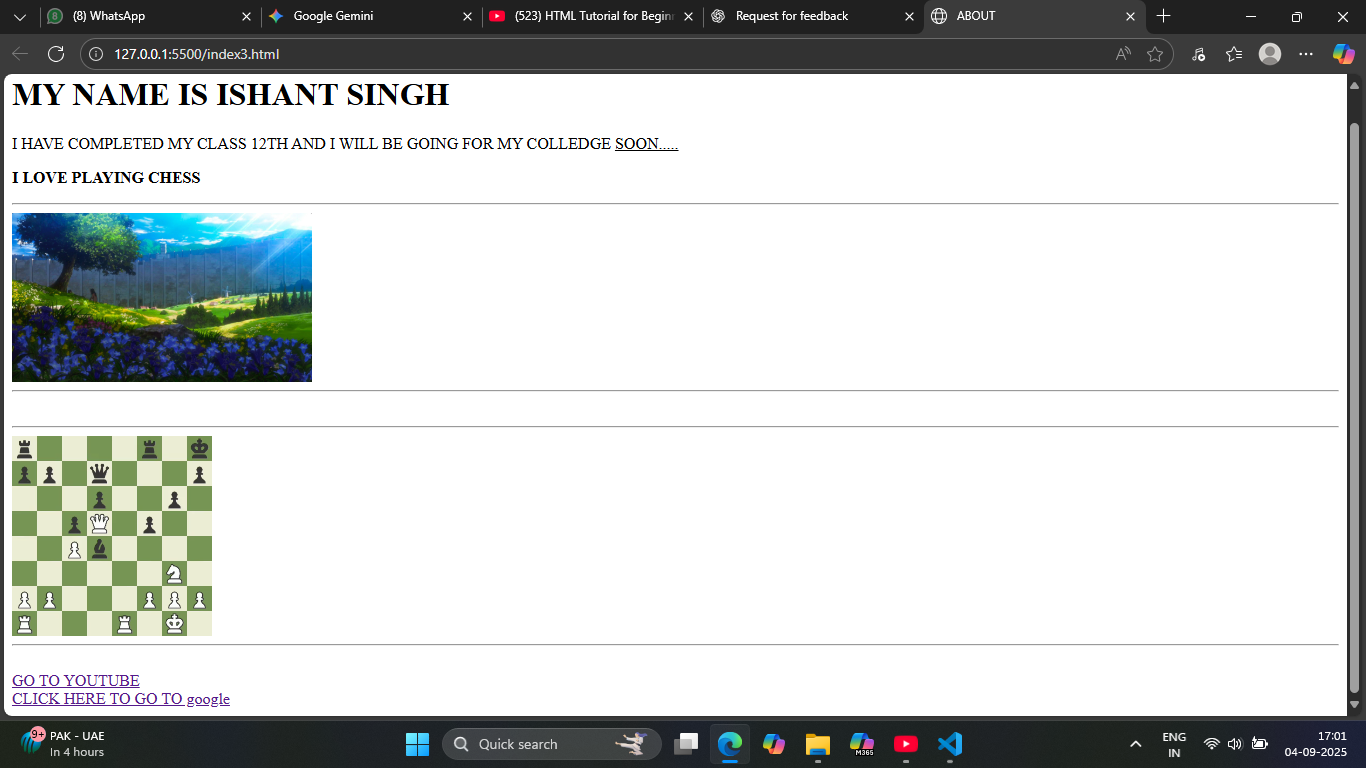 (8) WhatsApp
Google Gemini
(523) HTML Tutorial for Beginn
Request for feedback
ABOUT
127.0.0.1:5500/index3.html
MY NAME IS ISHANT SINGH
I HAVE COMPLETED MY CLASS 12TH AND I WILL BE GOING FOR MY COLLEDGE SOON.....
I LOVE PLAYING CHESS
GO TO YOUTUBE
CLICK HERE TO GO TO google
9+
PAK - UAE
In 4 hours
Quick search
M365
ENG
IN
17:01
04-09-2025